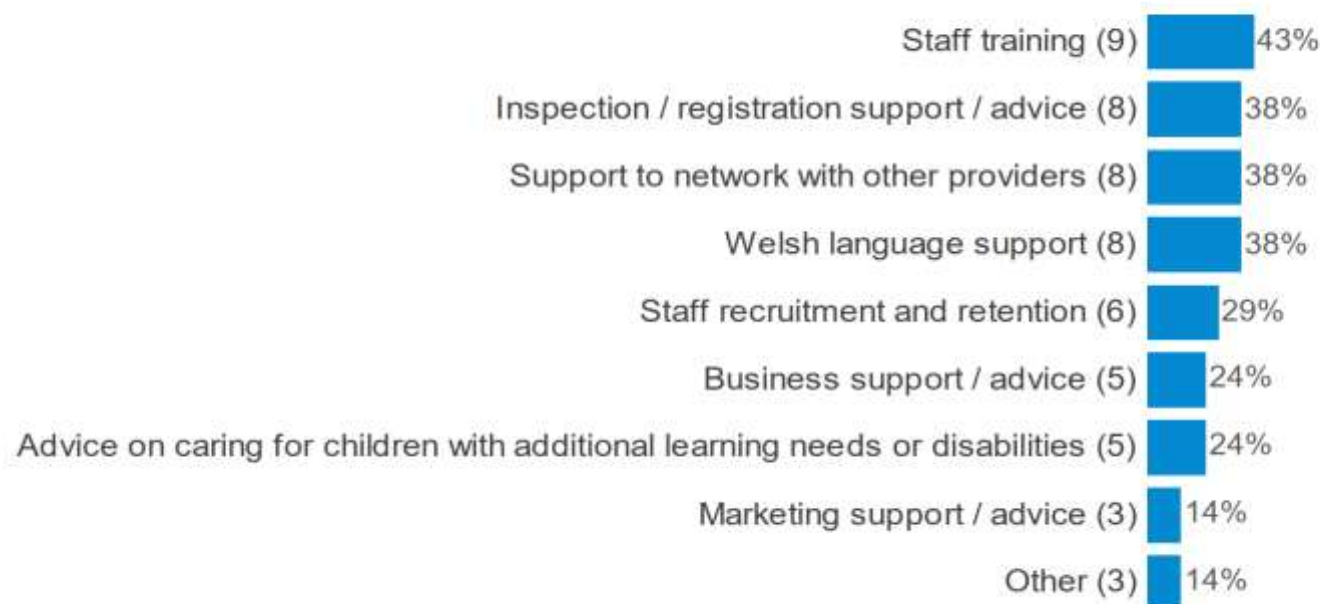 Staff training (9) 43%
Inspection / registration support / advice (8) 38%
Support to network with other providers (8) 38%
Welsh language support (8) 38%
Staff recruitment and retention (6) 29%
Business support / advice (5) 24%
Advice on caring for children with additional learning needs or disabilities (5) 24%
Marketing support / advice (3) 14%
Other (3) 14%